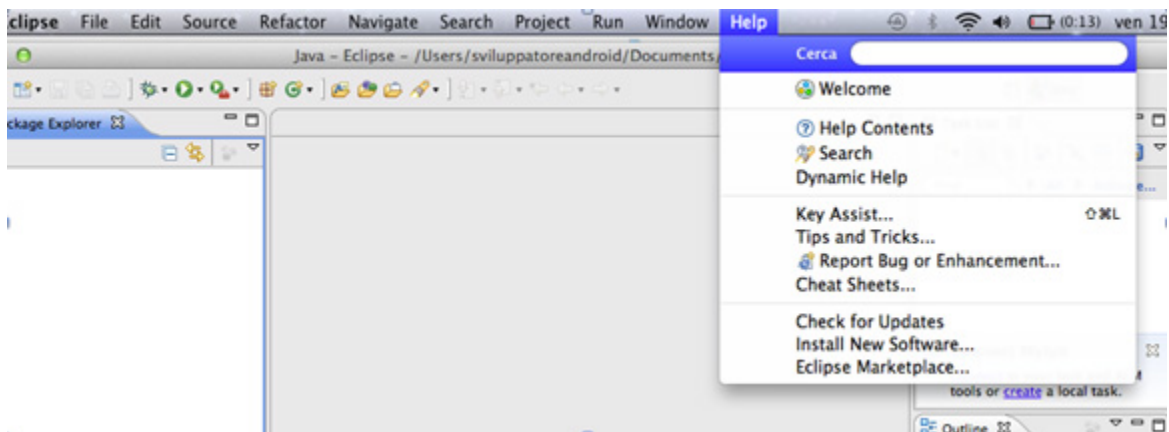 clipse File Edit Source Refactor Navigate Search Project Run Window Help (0:13) ven 19
Java – Eclipse – /Users/sviluppatoreandroid/Documents/
Cerca
Welcome
ckage Explorer
Help Contents
Search
Dynamic Help
Key Assist... ⇧⌘L
Tips and Tricks...
Report Bug or Enhancement...
Cheat Sheets...
Check for Updates
Install New Software...
Eclipse Marketplace...
tools or create a local task.
Outline